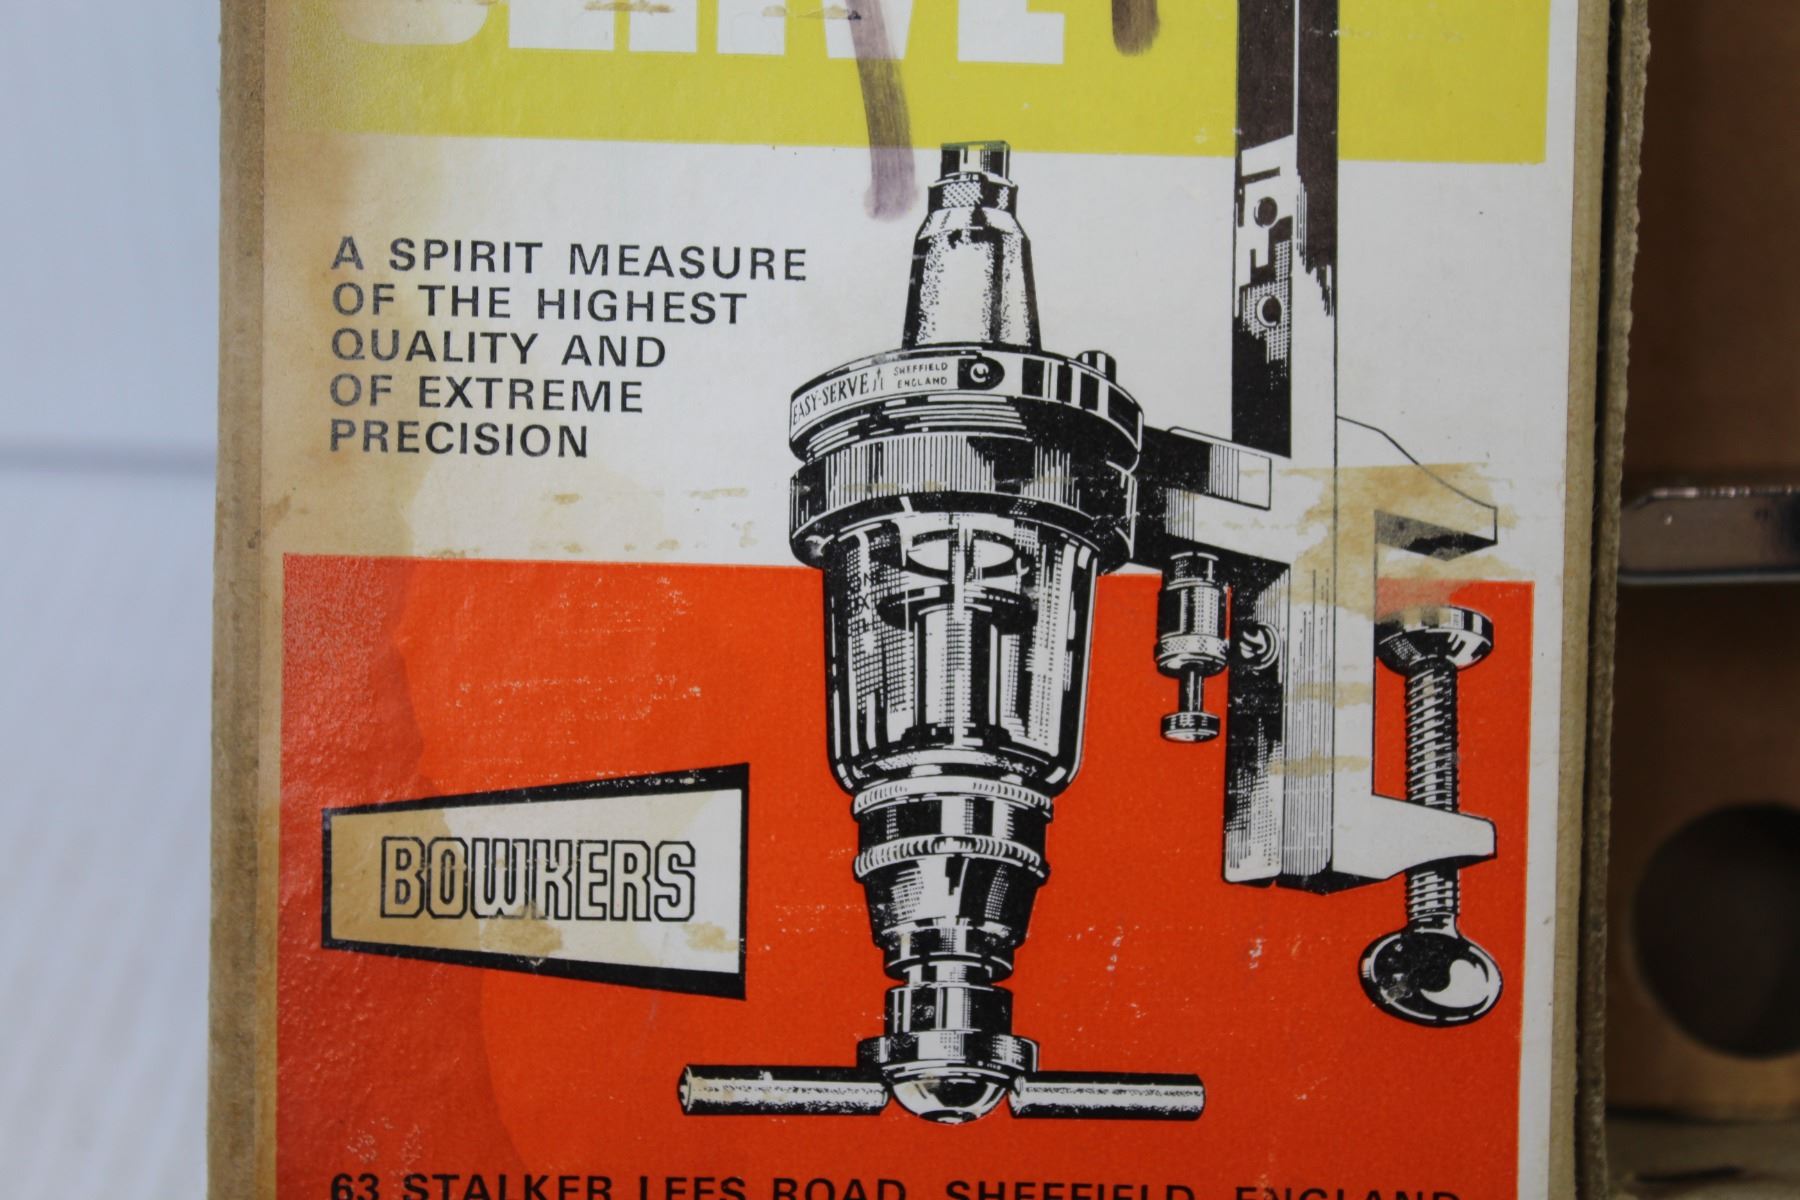 SERVE
A SPIRIT MEASURE
OF THE HIGHEST
QUALITY AND
OF EXTREME
PRECISION
EASY-SERVE SHEFFIELD
ENGLAND
BOWKERS
63 STALKER LEES ROAD, SHEFFIELD, ENGLAND